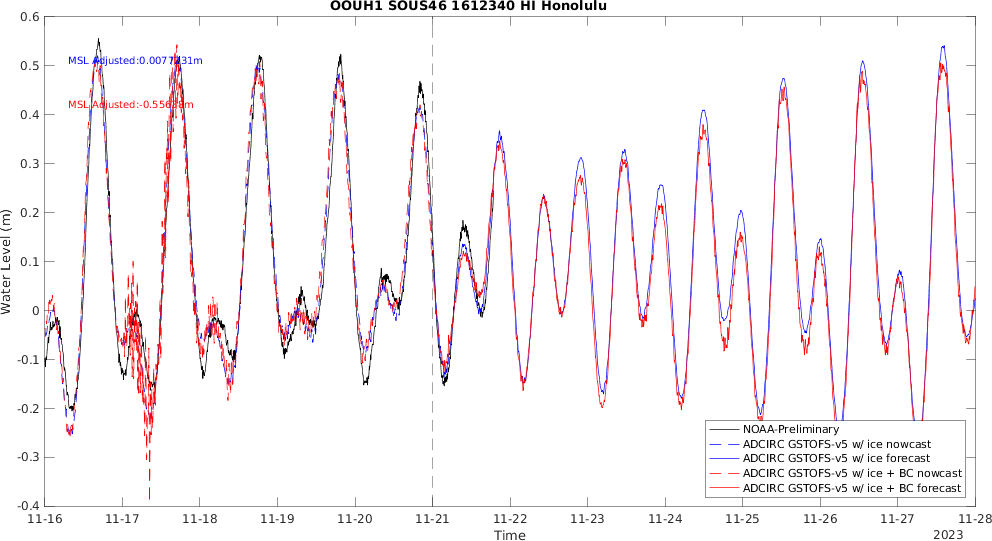 OOUH1 SOUS46 1612340 HI Honolulu
0.6
0.5
0.4
0.3
0.2
0.1
0
-0.1
-0.2
-0.3
-0.4
Water Level (m)
MSL Adjusted:
MSL Adjusted:
NOAA-Preliminary
ADCIRC GSTOFS-v5 w/ ice nowcast
ADCIRC GSTOFS-v5 w/ ice forecast
ADCIRC GSTOFS-v5 w/ ice + BC nowcast
ADCIRC GSTOFS-v5 w/ ice + BC forecast
11-16 11-17 11-18 11-19 11-20 11-21 11-22 11-23 11-24 11-25 11-26 11-27 11-28
Time
2023